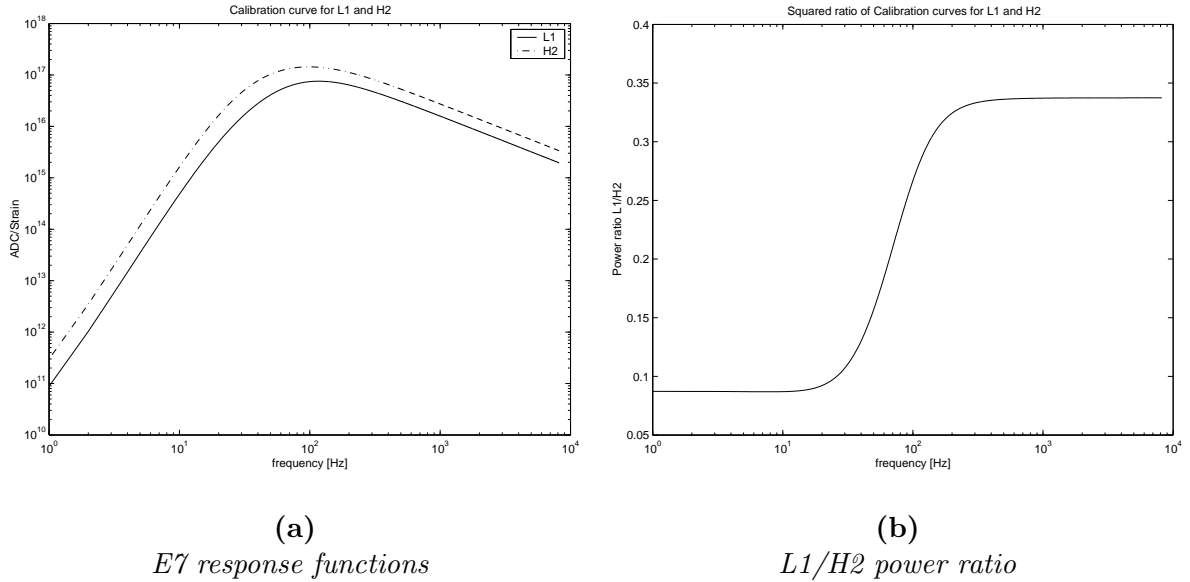 Calibration curve for L1 and H2
10^18
10^17
10^16
10^15
10^14
10^13
10^12
10^11
10^10
ADC/Strain
L1
H2
10^0
10^1
10^2
10^3
10^4
frequency [Hz]
(a)
E7 response functions
Squared ratio of Calibration curves for L1 and H2
0.4
0.35
0.3
0.25
0.2
0.15
0.1
0.05
Power ratio L1/H2
10^0
10^1
10^2
10^3
10^4
frequency [Hz]
(b)
L1/H2 power ratio